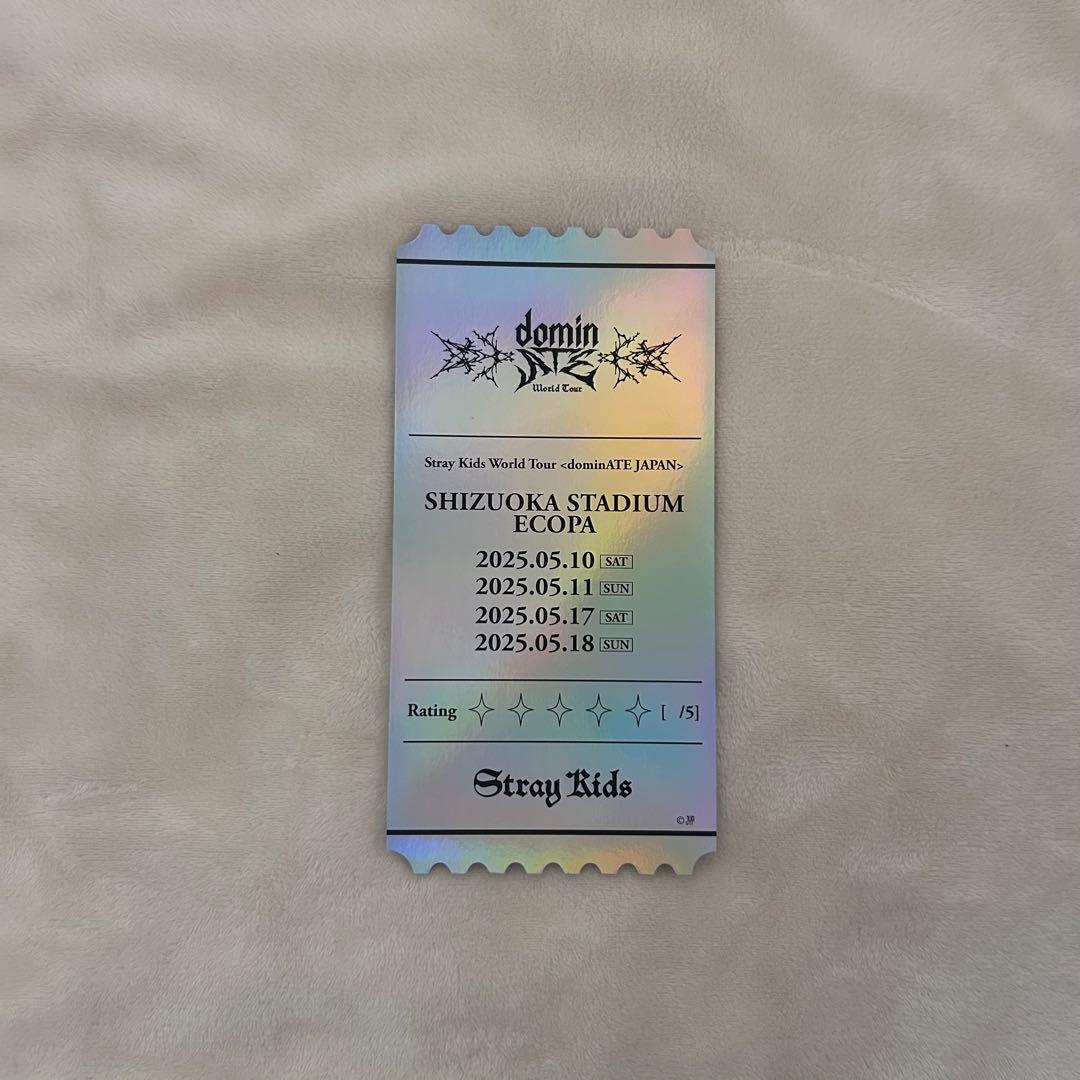 domin
ATE
World Tour
Stray Kids World Tour <dominATE JAPAN>
SHIZUOKA STADIUM
ECOPA
2025.05.10 SAT
2025.05.11 SUN
2025.05.17 SAT
2025.05.18 SUN
Rating [ /5]
Stray Kids
©